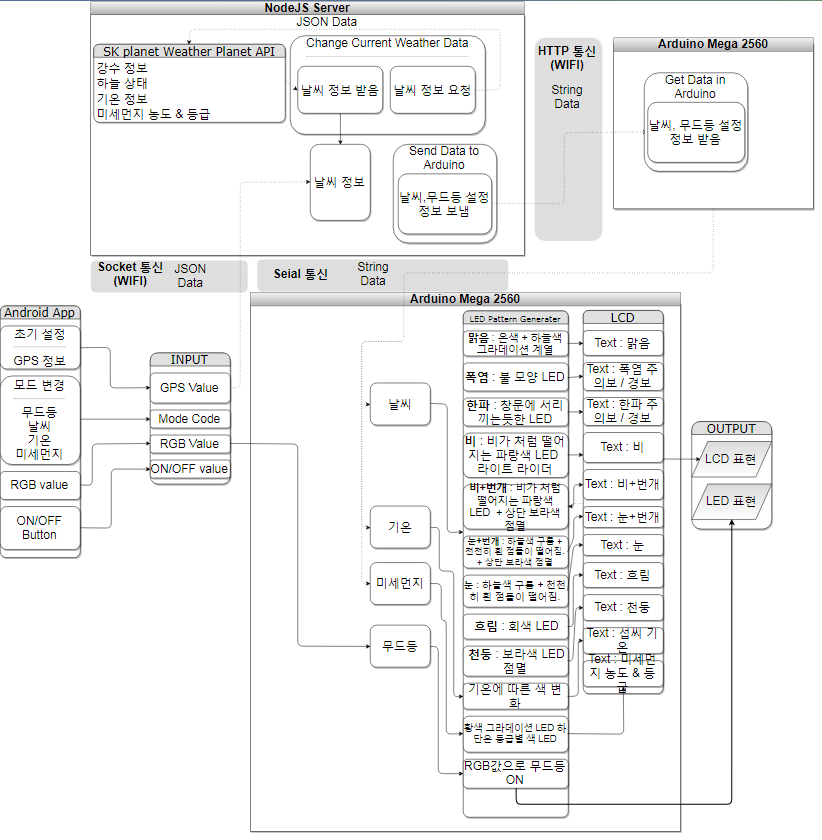 NodeJS Server
JSON Data
SK planet Weather Planet API
강수 정보
하늘 상태
기온 정보
미세먼지 농도 & 등급
Change Current Weather Data
날씨 정보 받음
날씨 정보 요청
날씨 정보
Send Data to
Arduino
날씨,무드등 설정
정보 보냄
HTTP 통신
(WIFI)
String
Data
Arduino Mega 2560
Get Data in
Arduino
날씨, 무드등 설정
정보 받음
Socket 통신
(WIFI)
JSON
Data
Seial 통신
String
Data
Android App
초기 설정
GPS 정보
모드 변경
무드등
날씨
기온
미세먼지
RGB value
ON/OFF
Button
INPUT
GPS Value
Mode Code
RGB Value
ON/OFF value
Arduino Mega 2560
날씨
기온
미세먼지
무드등
LED Pattern Generater
맑음 : 은색 + 하늘색
그라데이션 계열
폭염 : 불 모양 LED
한파 : 창문에 서리
끼는듯한 LED
비 : 비가 처럼 떨어
지는 파랑색 LED
라이트 라이더
비+번개 : 비가 처럼
떨어지는 파랑색
LED + 상단 보라색
점멸
눈+번개 : 하늘색 구름 +
천천히 흰 점들이 떨어짐.
+ 상단 보라색 점멸
눈 : 하늘색 구름 + 천천
히 흰 점들이 떨어짐.
흐림 : 회색 LED
천둥 : 보라색 LED
점멸
기온에 따른 색 변
화
황색 그라데이션 LED 하
단은 등급별 색 LED
RGB값으로 무드등
ON
LCD
Text : 맑음
Text : 폭염 주
의보 / 경보
Text : 한파 주
의보 / 경보
Text : 비
Text : 비+번개
Text : 눈+번개
Text : 눈
Text : 흐림
Text : 천둥
Text : 섭씨 기
온
Text : 미세먼
지 농도 & 등
급
OUTPUT
LCD 표현
LED 표현